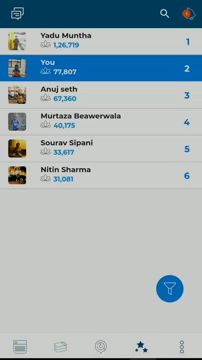 Yadu Muntha
1,26,719
1
You
77,807
2
Anuj seth
67,360
3
Murtaza Beawerwala
40,175
4
Sourav Sipani
33,617
5
Nitin Sharma
31,081
6